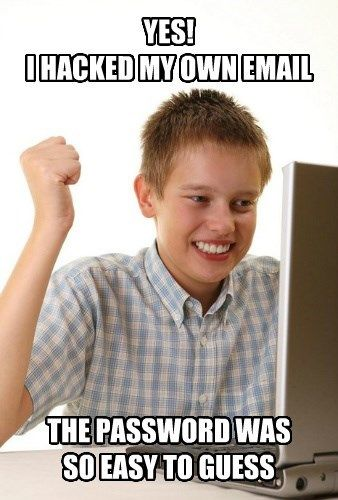 YES!
I HACKED MY OWN EMAIL
THE PASSWORD WAS
SO EASY TO GUESS